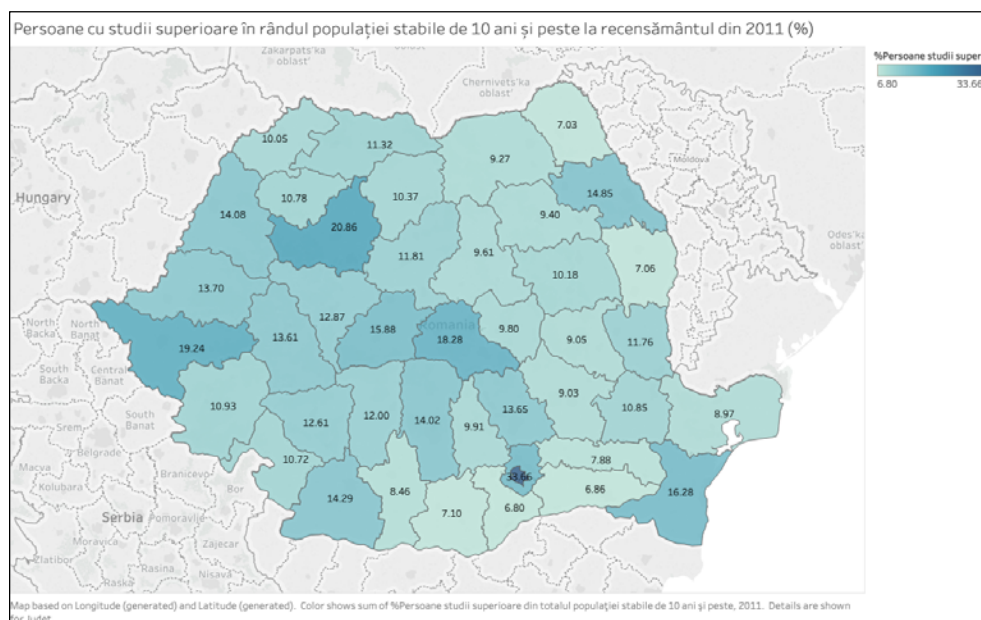 Persoane cu studii superioare în rândul populației stabile de 10 ani și peste la recensământul din 2011 (%)
%Persoane studii super
6.80 33.66
Zakarpats'ka
oblast'
Chernivets'ka
oblast'
7.03
10.05
11.32
9.27
Moldova
Hungary
10.78
10.37
14.85
14.08
20.86
9.40
Odes'ka
oblast'
11.81
9.61
7.06
10.18
13.70
12.87
North
Backa
North
Banat
19.24
13.61
15.88
Romania
18.28
9.80
9.05
11.76
South
Backa
Central
Banat
10.93
12.61
12.00
14.02
9.91
13.65
9.03
10.85
8.97
South
Banat
Srem
Belgrade
Macva
Branicevo
Kolubara
Bor
10.72
33.66
7.88
6.86
14.29
8.46
7.10
6.80
16.28
Serbia
Pomoravlje
Moravica
Zajecar
Zlatibor
Rasina
Nisava
Raska
Map based on Longitude (generated) and Latitude (generated). Color shows sum of %Persoane studii superioare din totalul populației stabile de 10 ani și peste, 2011. Details are shown
for Judet.